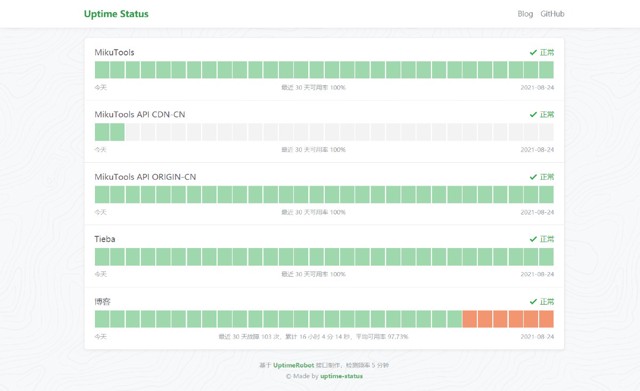 Uptime Status
Blog GitHub
MikuTools
正常
今天 最近 30 天可用率 100% 2021-08-24
MikuTools API CDN-CN
正常
今天 最近 30 天可用率 100% 2021-08-24
MikuTools API ORIGIN-CN
正常
今天 最近 30 天可用率 100% 2021-08-24
Tieba
正常
今天 最近 30 天可用率 100% 2021-08-24
博客
正常
今天 最近 30 天故障 103 次，累计 16 小时 4 分 14 秒，平均可用率 97.73% 2021-08-24
基于 UptimeRobot 接口制作，检测频率 5 分钟
© Made by uptime-status